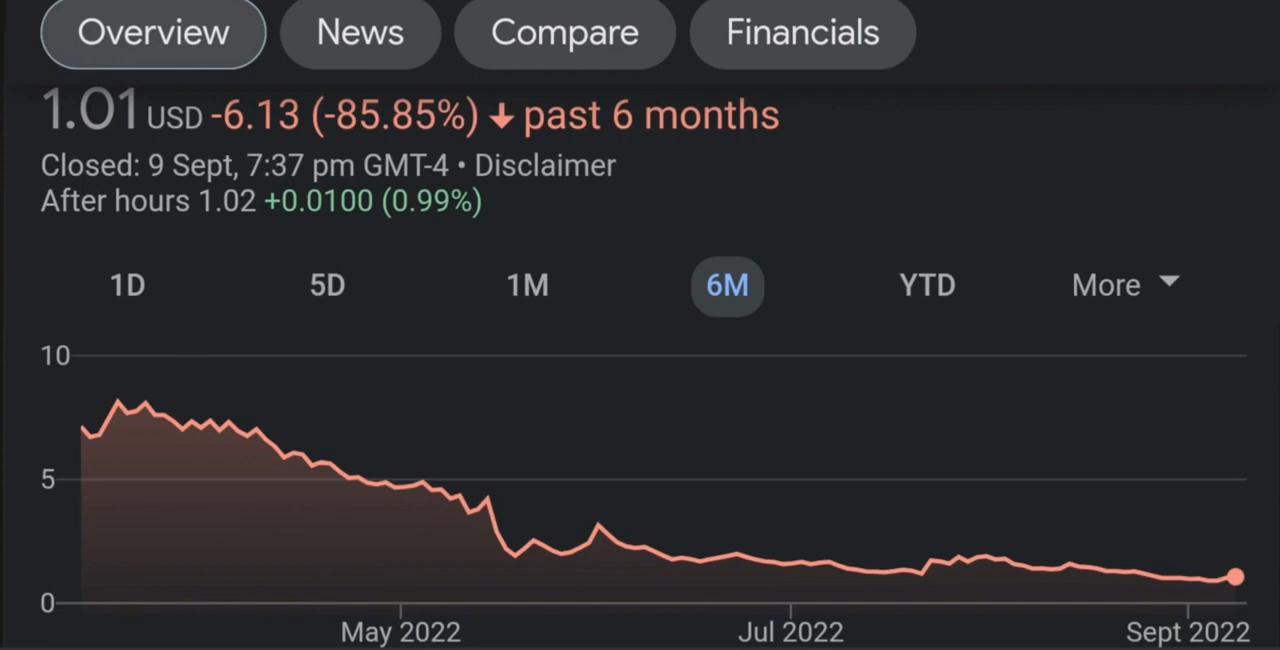 Overview News Compare Financials
1.01 USD -6.13 (-85.85%) ↓ past 6 months
Closed: 9 Sept, 7:37 pm GMT-4 • Disclaimer
After hours 1.02 +0.0100 (0.99%)
1D 5D 1M 6M YTD More
10
5
0
May 2022 Jul 2022 Sept 2022